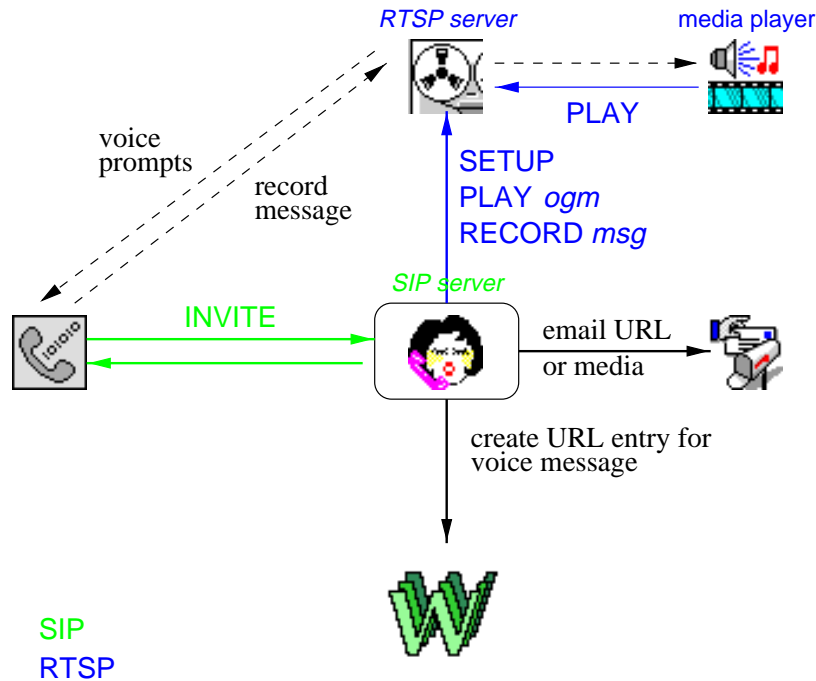 RTSP server
media player
PLAY
voice
prompts
SETUP
PLAY ogm
RECORD msg
record
message
SIP server
INVITE
email URL
or media
create URL entry for
voice message
W
SIP
RTSP